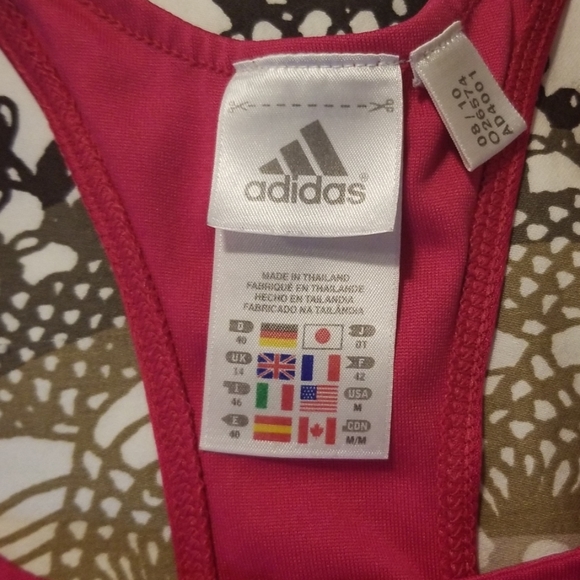 adidas®
MADE IN THAILAND
FABRIQUÉ EN THAILANDE
HECHO EN TAILANDIA
FABRICADO NA TAILÂNDIA
D J
40 OT
UK F
14 42
I USA
46 M
E CDN
40 M/M
08/10
O26574
AD4001